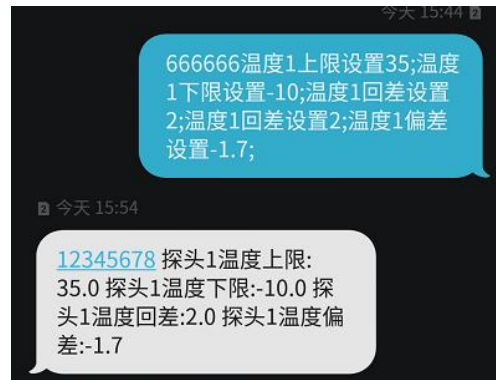 今天 15:44 2
666666温度1上限设置35;温度
1下限设置-10;温度1回差设置
2;温度1回差设置2;温度1偏差
设置-1.7;
2 今天 15:54
12345678 探头1温度上限:
35.0 探头1温度下限:-10.0 探
头1温度回差:2.0 探头1温度偏
差:-1.7